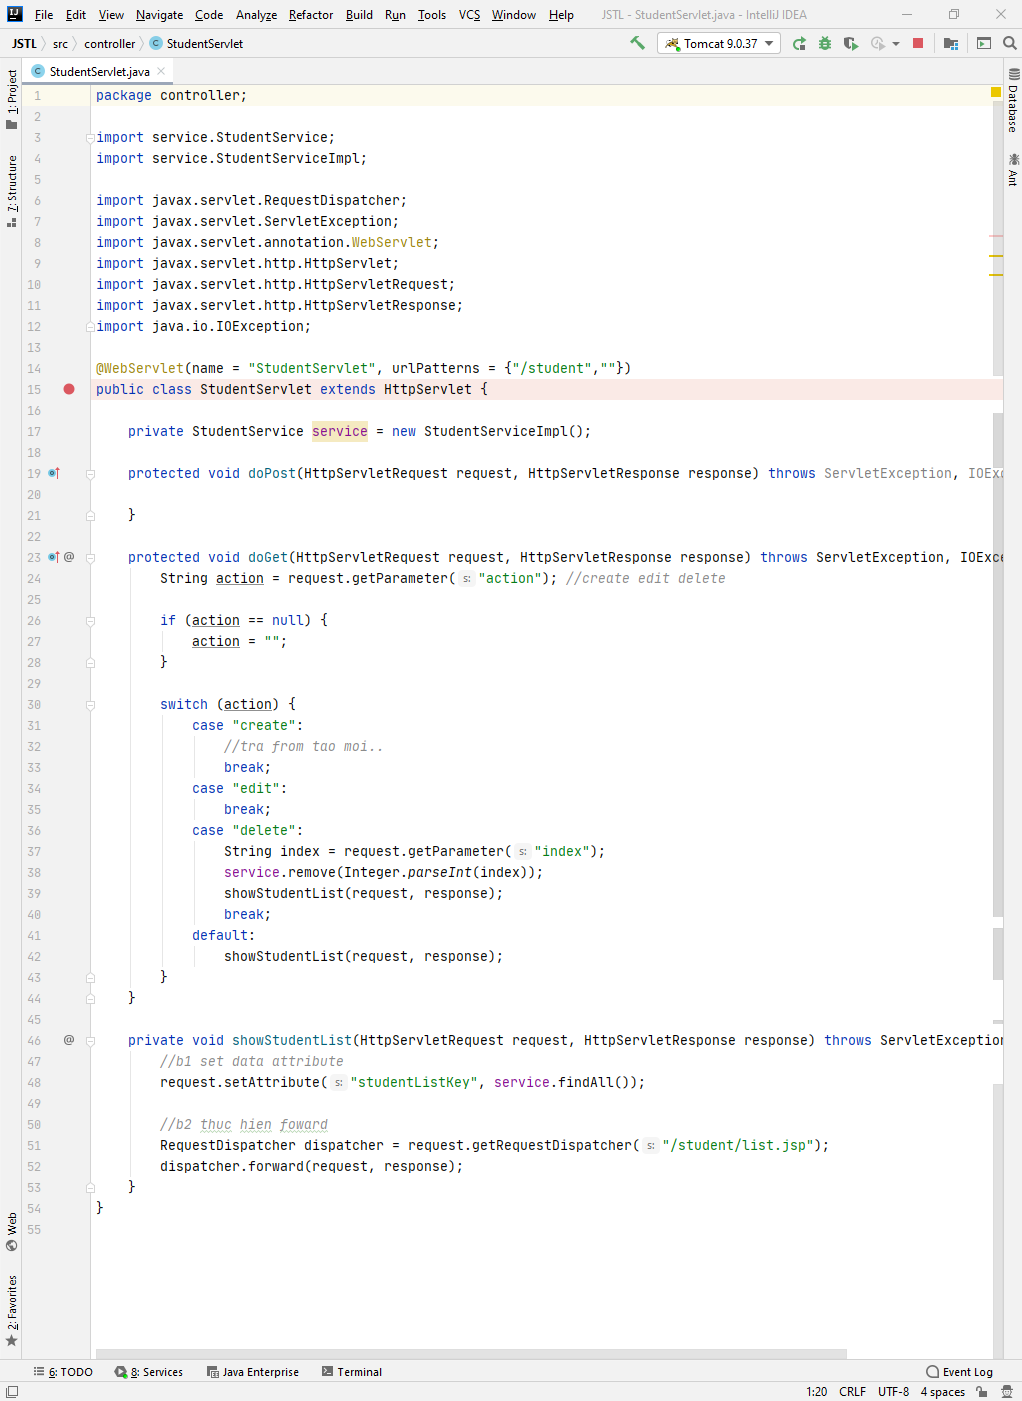 File Edit View Navigate Code Analyze Refactor Build Run Tools VCS Window Help JSTL - StudentServlet.java - IntelliJ IDEA
JSTL src controller C StudentServlet Tomcat 9.0.37
C StudentServlet.java
1: Project
7: Structure
Web
2: Favorites
Database
Ant
1 package controller;
2
3 import service.StudentService;
4 import service.StudentServiceImpl;
5
6 import javax.servlet.RequestDispatcher;
7 import javax.servlet.ServletException;
8 import javax.servlet.annotation.WebServlet;
9 import javax.servlet.http.HttpServlet;
10 import javax.servlet.http.HttpServletRequest;
11 import javax.servlet.http.HttpServletResponse;
12 import java.io.IOException;
13
14 @WebServlet(name = "StudentServlet", urlPatterns = {"/student",""})
15 public class StudentServlet extends HttpServlet {
16
17 private StudentService service = new StudentServiceImpl();
18
19 protected void doPost(HttpServletRequest request, HttpServletResponse response) throws ServletException, IOExc
20
21 }
22
23 @ protected void doGet(HttpServletRequest request, HttpServletResponse response) throws ServletException, IOExce
24 String action = request.getParameter( s: "action"); //create edit delete
25
26 if (action == null) {
27 action = "";
28 }
29
30 switch (action) {
31 case "create":
32 //tra from tao moi..
33 break;
34 case "edit":
35 break;
36 case "delete":
37 String index = request.getParameter( s: "index");
38 service.remove(Integer.parseInt(index));
39 showStudentList(request, response);
40 break;
41 default:
42 showStudentList(request, response);
43 }
44 }
45
46 @ private void showStudentList(HttpServletRequest request, HttpServletResponse response) throws ServletException
47 //b1 set data attribute
48 request.setAttribute( s: "studentListKey", service.findAll());
49
50 //b2 thuc hien foward
51 RequestDispatcher dispatcher = request.getRequestDispatcher( s: "/student/list.jsp");
52 dispatcher.forward(request, response);
53 }
54 }
55
6: TODO 8: Services Java Enterprise Terminal Event Log
1:20 CRLF UTF-8 4 spaces